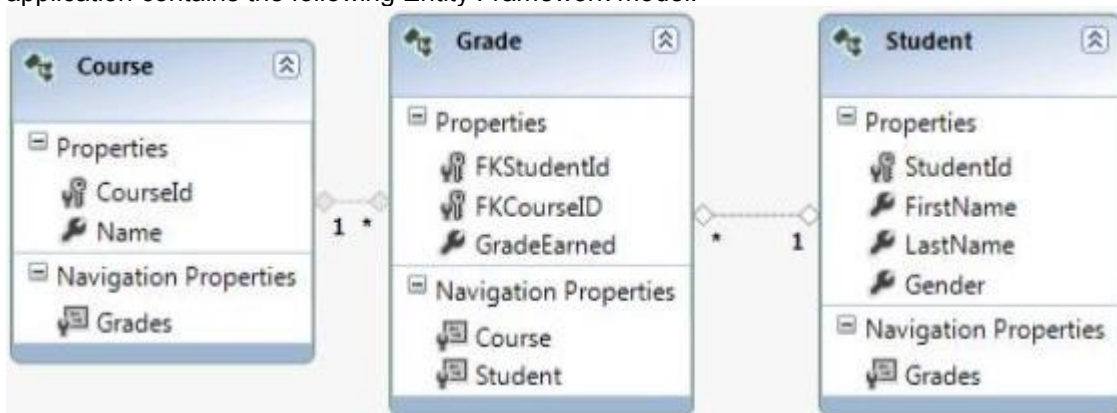 application contains the following Entity Framework model.
Course
Properties
CourseId
Name
Navigation Properties
Grades
1 *
Grade
Properties
FKStudentId
FKCourseID
GradeEarned
Navigation Properties
Course
Student
* 1
Student
Properties
StudentId
FirstName
LastName
Gender
Navigation Properties
Grades